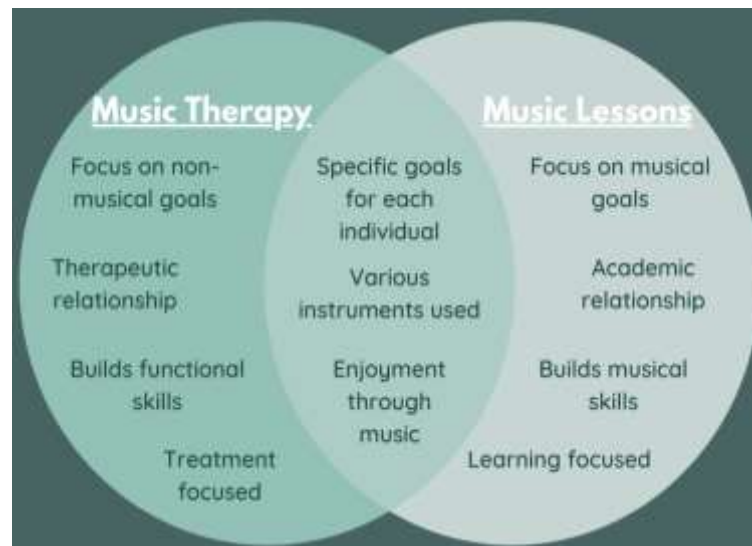 Music Therapy
Focus on non-
musical goals
Therapeutic
relationship
Builds functional
skills
Treatment
focused
Specific goals
for each
individual
Various
instruments used
Enjoyment
through
music
Music Lessons
Focus on musical
goals
Academic
relationship
Builds musical
skills
Learning focused